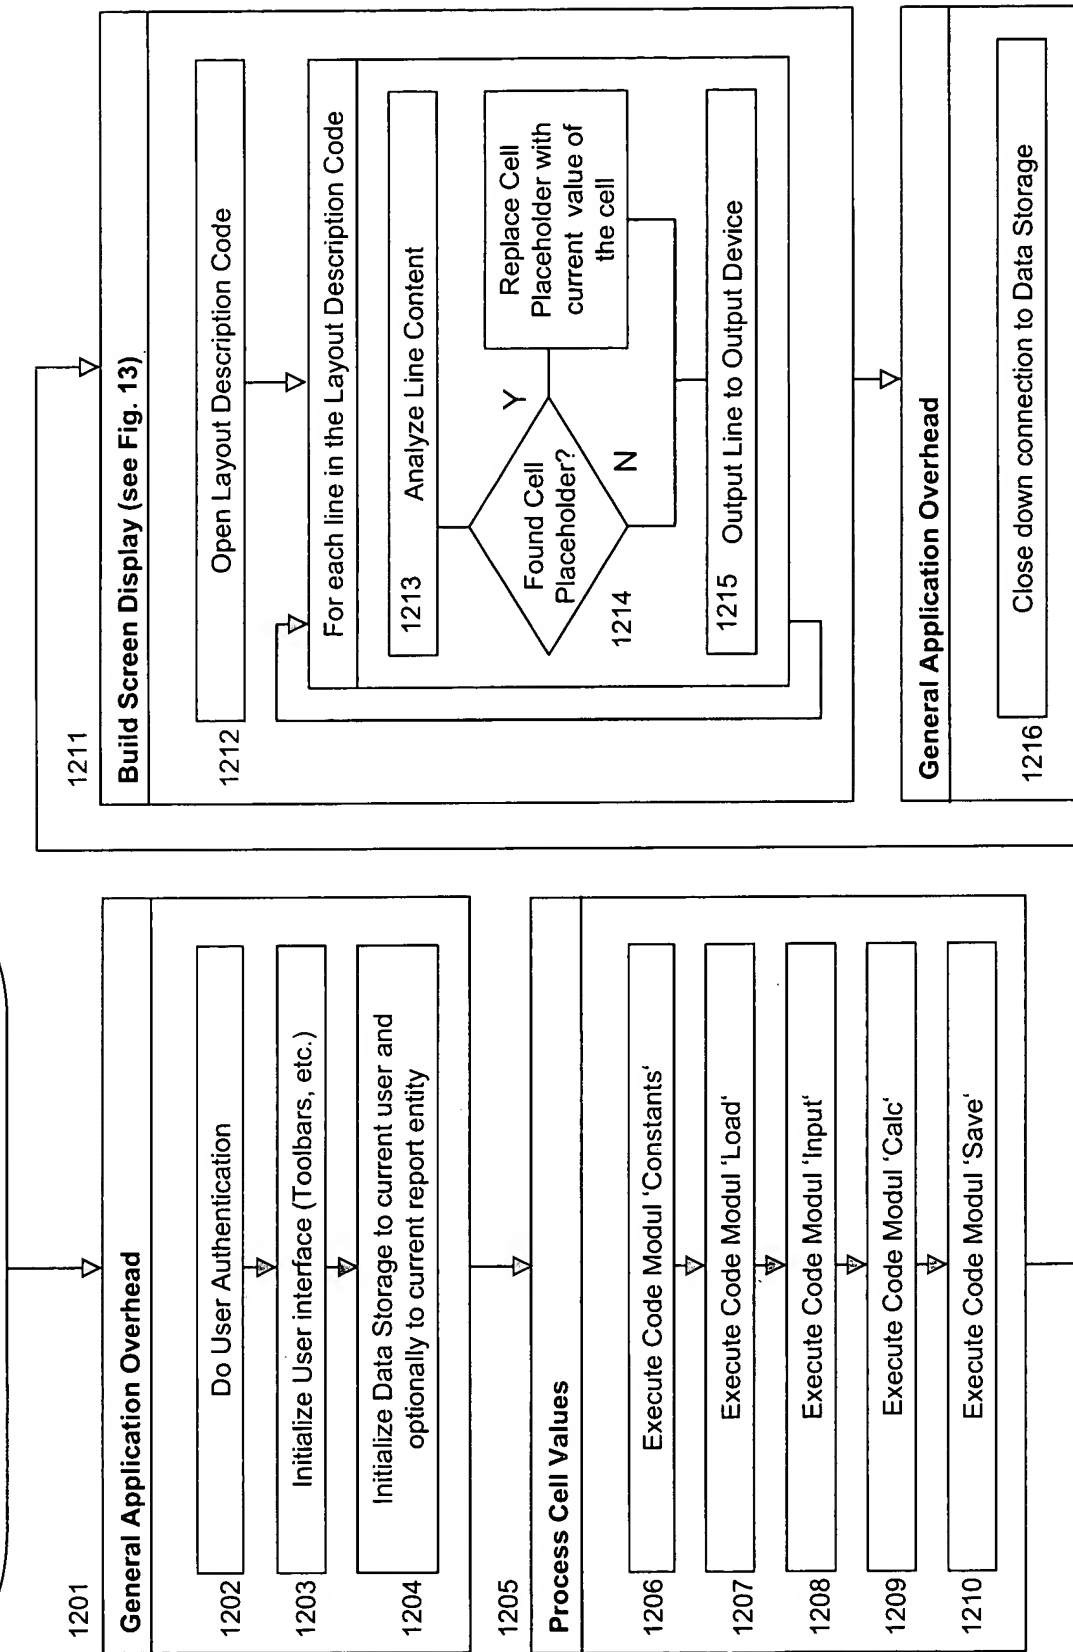 1201
General Application Overhead
1202
Do User Authentication
1203
Initialize User interface (Toolbars, etc.)
1204
Initialize Data Storage to current user and
optionally to current report entity
1205
Process Cell Values
1206
Execute Code Modul ‘Constants‘
1207
Execute Code Modul ‘Load‘
1208
Execute Code Modul ‘Input‘
1209
Execute Code Modul ‘Calc‘
1210
Execute Code Modul ‘Save‘
1211
Build Screen Display (see Fig. 13)
1212
Open Layout Description Code
For each line in the Layout Description Code
1213
Analyze Line Content
Found Cell
Placeholder?
Y
N
1214
Replace Cell
Placeholder with
current value of
the cell
1215
Output Line to Output Device
General Application Overhead
1216
Close down connection to Data Storage